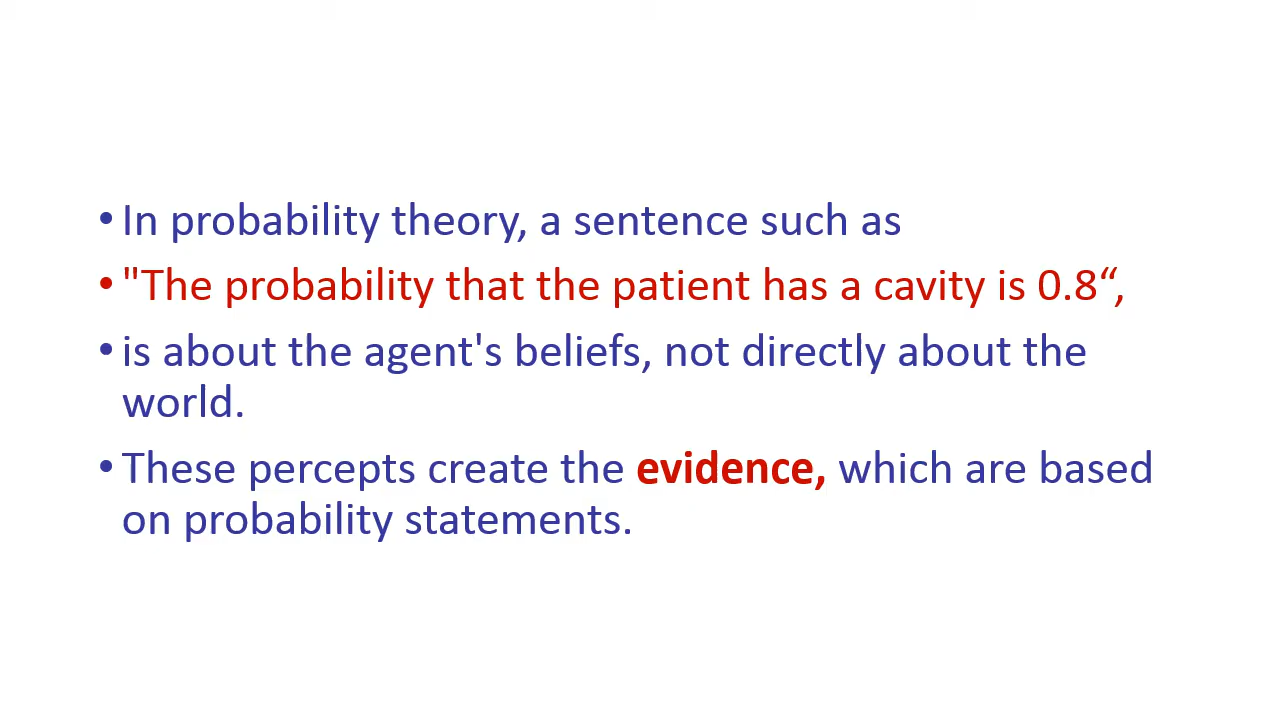 • In probability theory, a sentence such as
• "The probability that the patient has a cavity is 0.8“,
• is about the agent's beliefs, not directly about the
world.
• These percepts create the evidence, which are based
on probability statements.